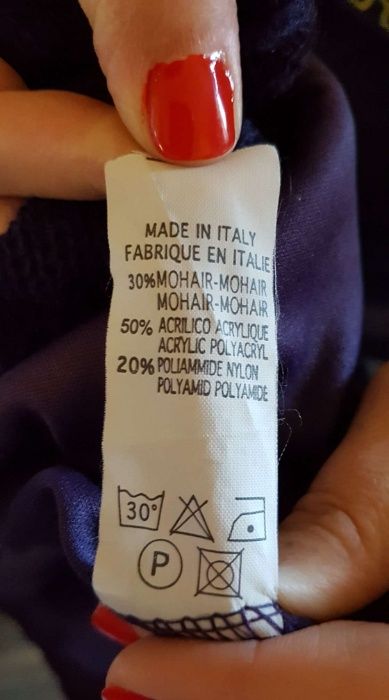 MADE IN ITALY
FABRIQUE EN ITALIE
30% MOHAIR-MOHAIR
MOHAIR-MOHAIR
50% ACRILICO ACRYLIQUE
ACRYLIC POLYACRYL
20% POLIAMMIDE NYLON
POLYAMID POLYAMIDE
30°
P